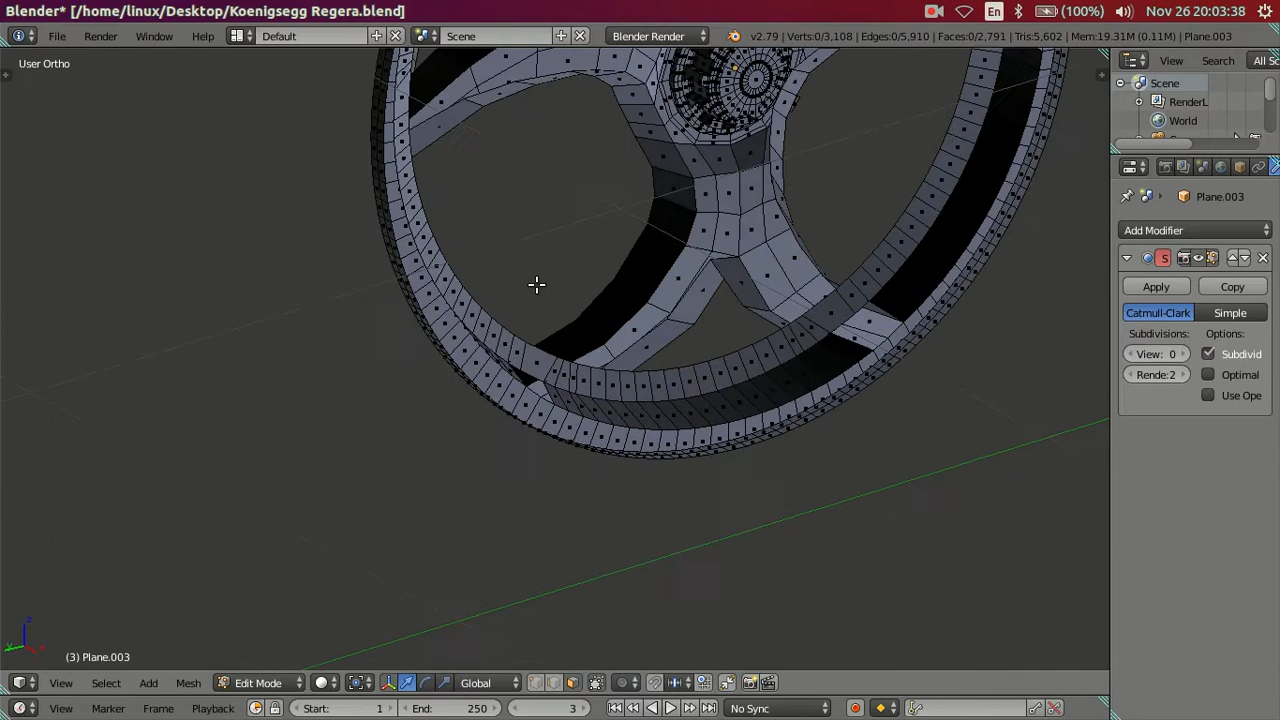 Blender* [/home/linux/Desktop/Koenigsegg Regera.blend]
En
(100%)
Nov 26 20:03:38
File
Render
Window
Help
Default
Scene
Blender Render
v2.79 | Verts:0/3,108 | Edges:0/5,910 | Faces:0/2,791 | Tris:5,602 | Mem:19.31M (0.11M) | Plane.003
User Ortho
View
Search
All Sc
Scene
RenderL
World
Plane.003
Add Modifier
S
Apply
Copy
Catmull-Clark
Simple
Subdivisions:
Options:
View: 0
Subdivid
Rende:2
Optimal
Use Ope
z
y
x
(3) Plane.003
View
Select
Add
Mesh
Edit Mode
Global
View
Marker
Frame
Playback
Start: 1
End: 250
3
No Sync